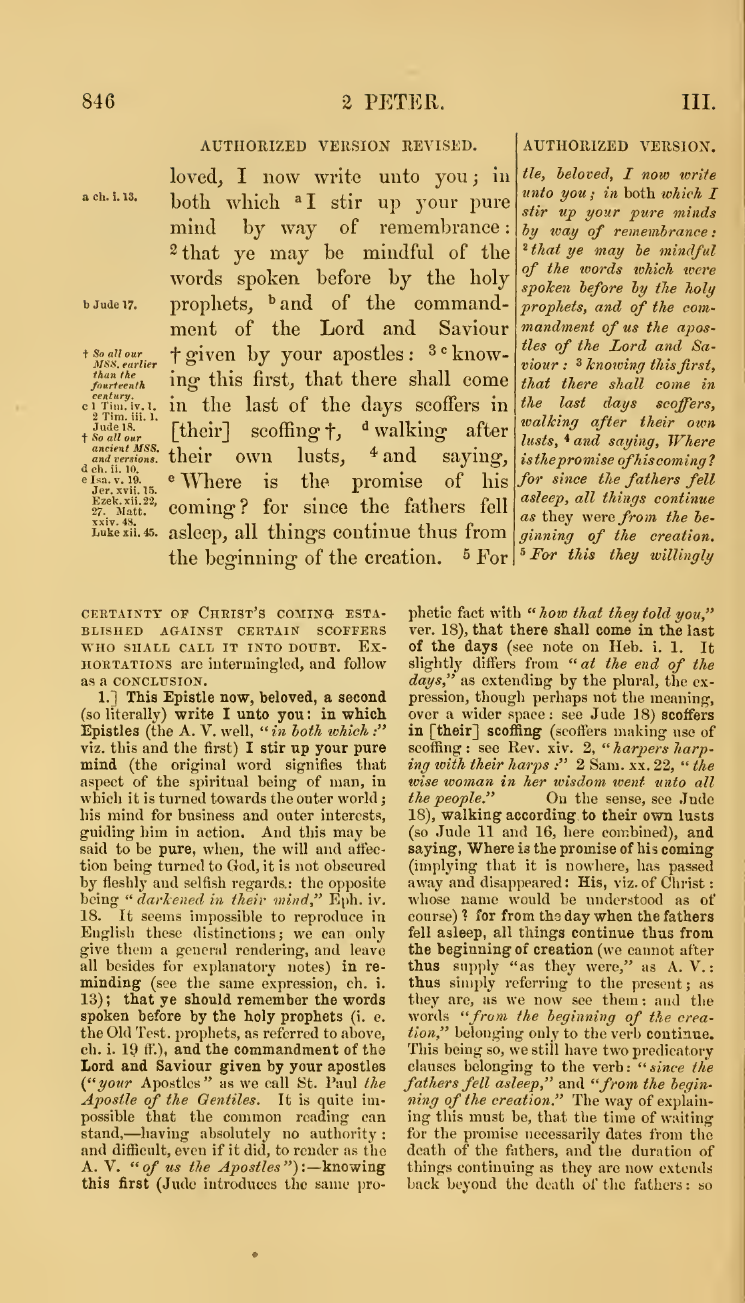 846
2 PETER.
III.
AUTHORIZED VERSION REVISED.
a ch. i. 13.
b Jude 17.
† So all our
MSS. earlier
than the
fourteenth
century.
c 1 Tim. iv. 1.
2 Tim. iii. 1.
Jude 18.
† So all our
ancient MSS.
and versions.
d ch. ii. 10.
e Isa. v. 19.
Jer. xvii. 15.
Ezek. xii. 22,
27. Matt.
xxiv. 48.
Luke xii. 45.
loved, I now write unto you; in
both which a I stir up your pure
mind by way of remembrance:
2 that ye may be mindful of the
words spoken before by the holy
prophets, b and of the command-
ment of the Lord and Saviour
† given by your apostles: 3 c know-
ing this first, that there shall come
in the last of the days scoffers in
[their] scoffing †, d walking after
their own lusts, 4 and saying,
e Where is the promise of his
coming? for since the fathers fell
asleep, all things continue thus from
the beginning of the creation. 5 For
AUTHORIZED VERSION.
tle, beloved, I now write
unto you; in both which I
stir up your pure minds
by way of remembrance:
2 that ye may be mindful
of the words which were
spoken before by the holy
prophets, and of the com-
mandment of us the apos-
tles of the Lord and Sa-
viour: 3 knowing this first,
that there shall come in
the last days scoffers,
walking after their own
lusts, 4 and saying, Where
is the promise of his coming?
for since the fathers fell
asleep, all things continue
as they were from the be-
ginning of the creation.
5 For this they willingly
CERTAINTY OF CHRIST'S COMING ESTA-
BLISHED AGAINST CERTAIN SCOFFERS
WHO SHALL CALL IT INTO DOUBT. EX-
HORTATIONS are intermingled, and follow
as a CONCLUSION.
1.] This Epistle now, beloved, a second
(so literally) write I unto you: in which
Epistles (the A. V. well, "in both which:"
viz. this and the first) I stir up your pure
mind (the original word signifies that
aspect of the spiritual being of man, in
which it is turned towards the outer world;
his mind for business and outer interests,
guiding him in action. And this may be
said to be pure, when, the will and affec-
tion being turned to God, it is not obscured
by fleshly and selfish regards.: the opposite
being "darkened in their mind," Eph. iv.
18. It seems impossible to reproduce in
English these distinctions; we can only
give them a general rendering, and leave
all besides for explanatory notes) in re-
minding (see the same expression, ch. i.
13); that ye should remember the words
spoken before by the holy prophets (i. e.
the Old Test. prophets, as referred to above,
ch. i. 19 ff.), and the commandment of the
Lord and Saviour given by your apostles
("your Apostles" as we call St. Paul the
Apostle of the Gentiles. It is quite im-
possible that the common reading can
stand,—having absolutely no authority:
and difficult, even if it did, to render as the
A. V. "of us the Apostles"):—knowing
this first (Jude introduces the same pro-
phetic fact with "how that they told you,"
ver. 18), that there shall come in the last
of the days (see note on Heb. i. 1. It
slightly differs from "at the end of the
days," as extending by the plural, the ex-
pression, though perhaps not the meaning,
over a wider space: see Jude 18) scoffers
in [their] scoffing (scoffers making use of
scoffing: see Rev. xiv. 2, "harpers harp-
ing with their harps:" 2 Sam. xx. 22, "the
wise woman in her wisdom went unto all
the people." On the sense, see Jude
18), walking according to their own lusts
(so Jude 11 and 16, here combined), and
saying, Where is the promise of his coming
(implying that it is nowhere, has passed
away and disappeared: His, viz. of Christ:
whose name would be understood as of
course)? for from the day when the fathers
fell asleep, all things continue thus from
the beginning of creation (we cannot after
thus supply "as they were," as A. V.:
thus simply referring to the present; as
they are, as we now see them: and the
words "from the beginning of the crea-
tion," belonging only to the verb continue.
This being so, we still have two predicatory
clauses belonging to the verb: "since the
fathers fell asleep," and "from the begin-
ning of the creation." The way of explain-
ing this must be, that the time of waiting
for the promise necessarily dates from the
death of the fathers, and the duration of
things continuing as they are now extends
back beyond the death of the fathers: so